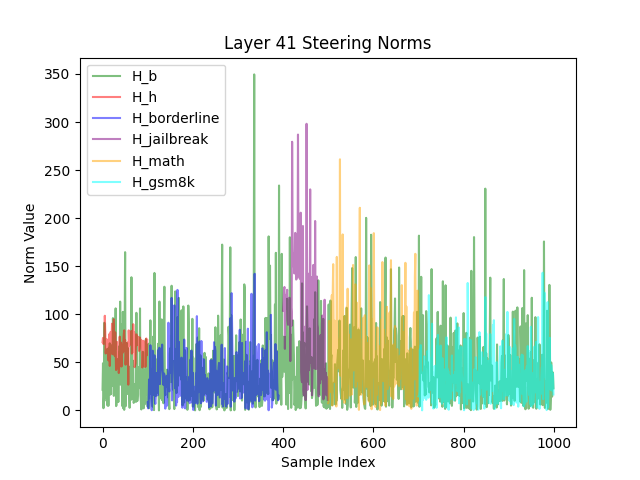 Layer 41 Steering Norms
H_b
H_h
H_borderline
H_jailbreak
H_math
H_gsm8k
Norm Value
350
300
250
200
150
100
50
0
0 200 400 600 800 1000
Sample Index